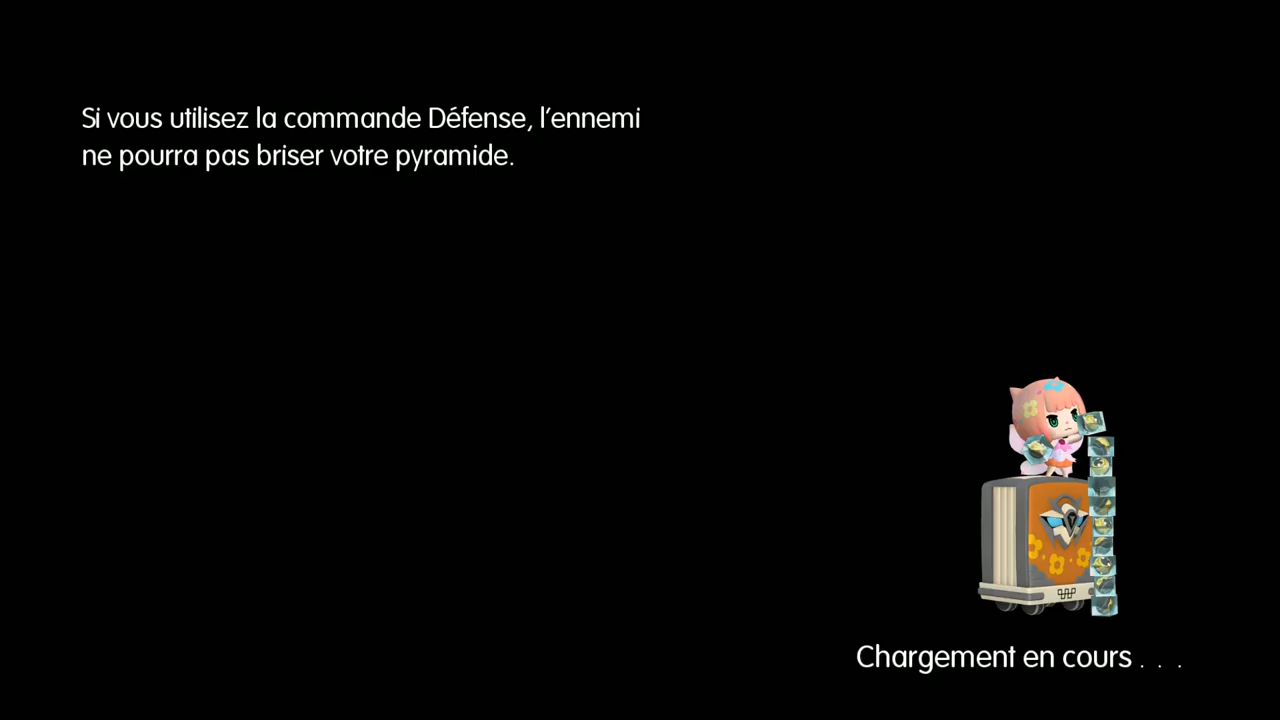 Si vous utilisez la commande Défense, l'ennemi
ne pourra pas briser votre pyramide.
Chargement en cours . . .